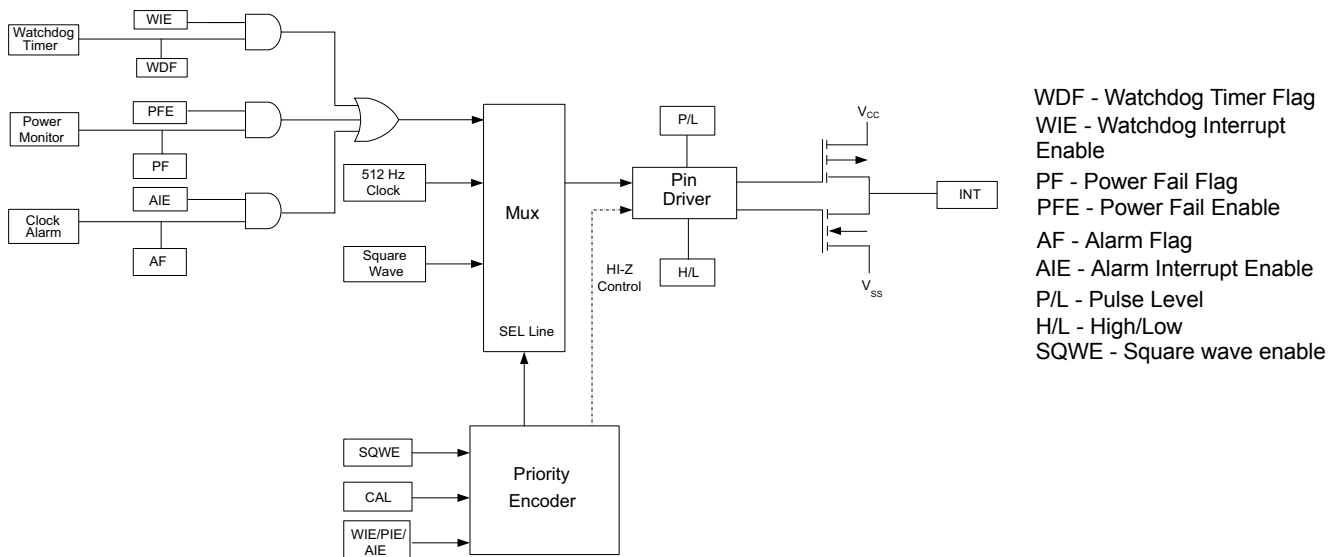 WIE
Watchdog
Timer
WDF
PFE
Power
Monitor
PF
AIE
Clock
Alarm
AF
512 Hz
Clock
Square
Wave
Mux
SEL Line
P/L
Pin
Driver
H/L
HI-Z
Control
VCC
INT
VSS
SQWE
CAL
WIE/PIE/
AIE
Priority
Encoder
WDF - Watchdog Timer Flag
WIE - Watchdog Interrupt
Enable
PF - Power Fail Flag
PFE - Power Fail Enable
AF - Alarm Flag
AIE - Alarm Interrupt Enable
P/L - Pulse Level
H/L - High/Low
SQWE - Square wave enable